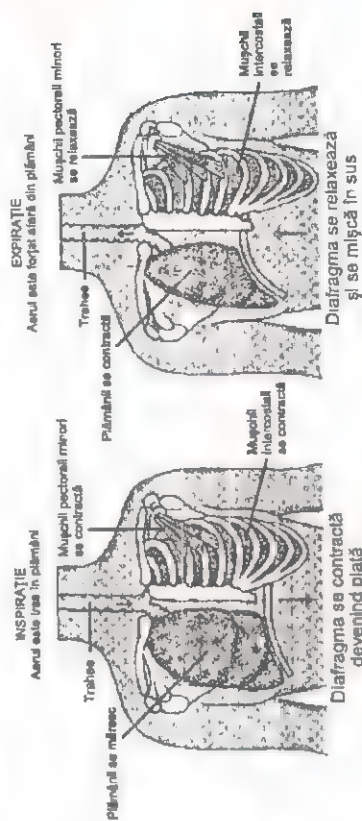 INSPIRAȚIE
Aerul este tras în plămâni
Trahee
Mușchii pectorali minori
se contractă
Plămânii se măresc
Mușchii
intercostali
se contractă
Diafragma se contractă
devenind plată
EXPIRAȚIE
Aerul este forțat afară din plămâni
Trahee
Mușchii pectorali minori
se relaxează
Plămânii se contractă
Mușchii
intercostali
se
relaxează
Diafragma se relaxează
și se mișcă în sus